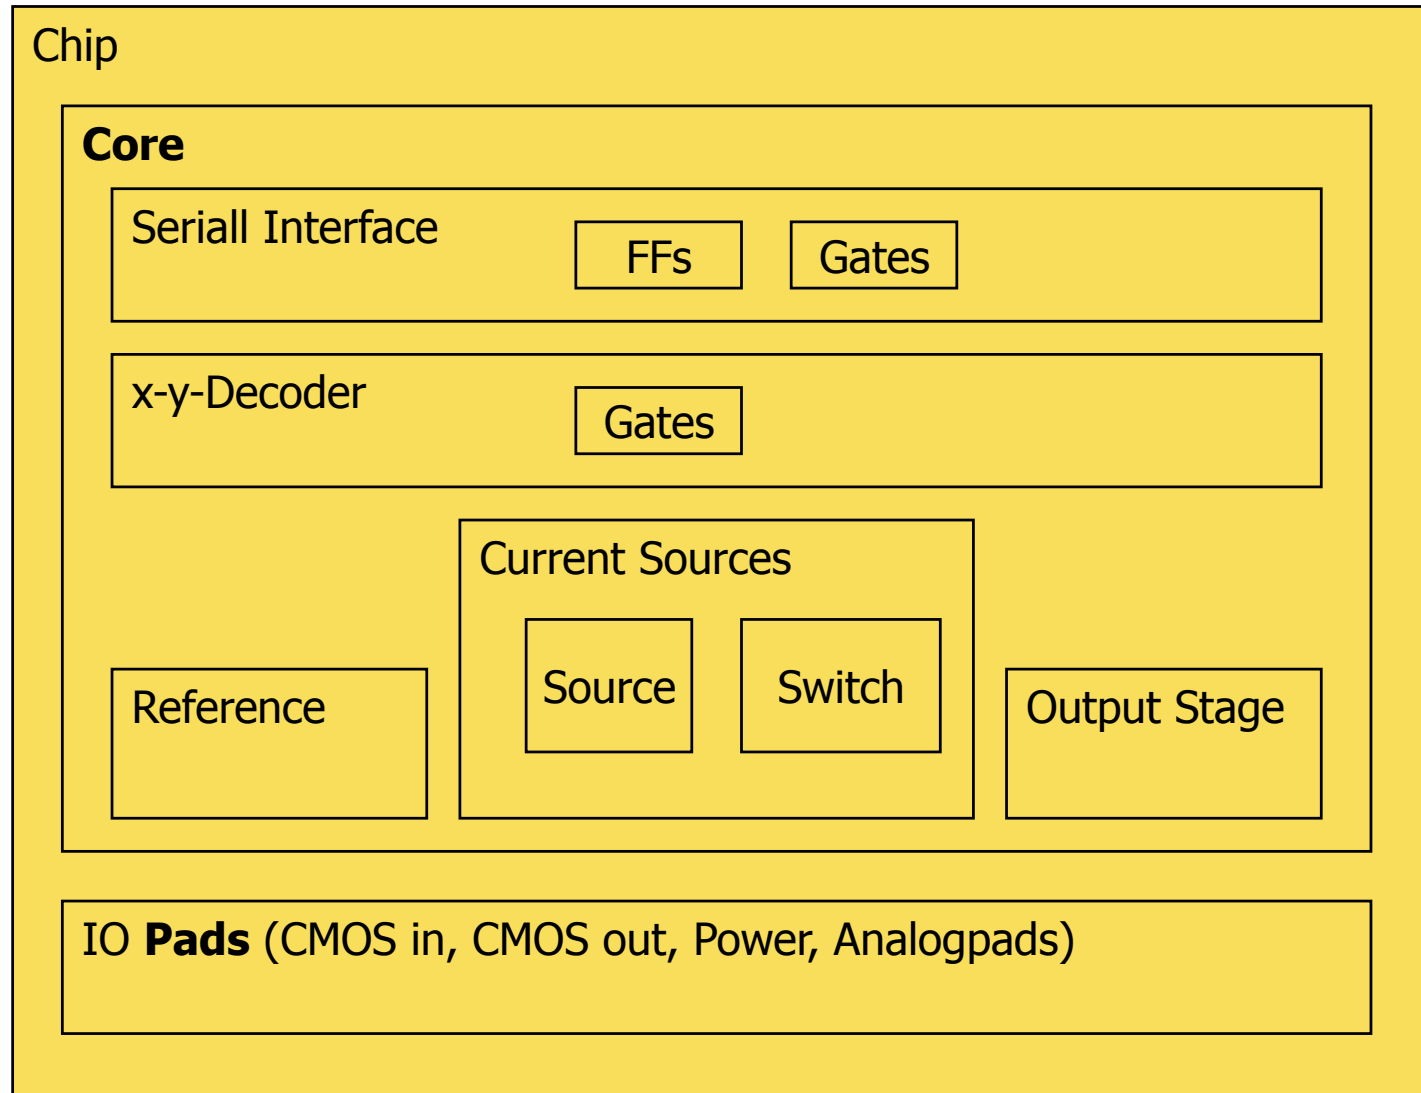 Chip
Core
Seriall Interface
FFs
Gates
x-y-Decoder
Gates
Current Sources
Source
Switch
Reference
Output Stage
IO Pads (CMOS in, CMOS out, Power, Analogpads)